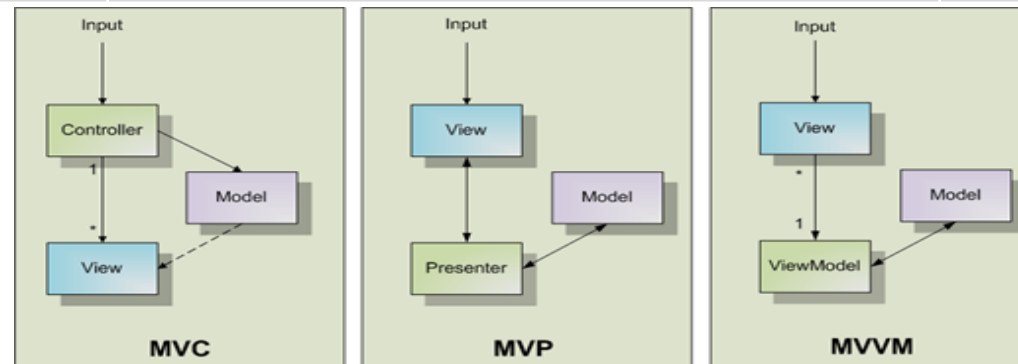 Input
Controller
1
Model
*
View
MVC
Input
View
Model
Presenter
MVP
Input
View
*
Model
1
ViewModel
MVVM